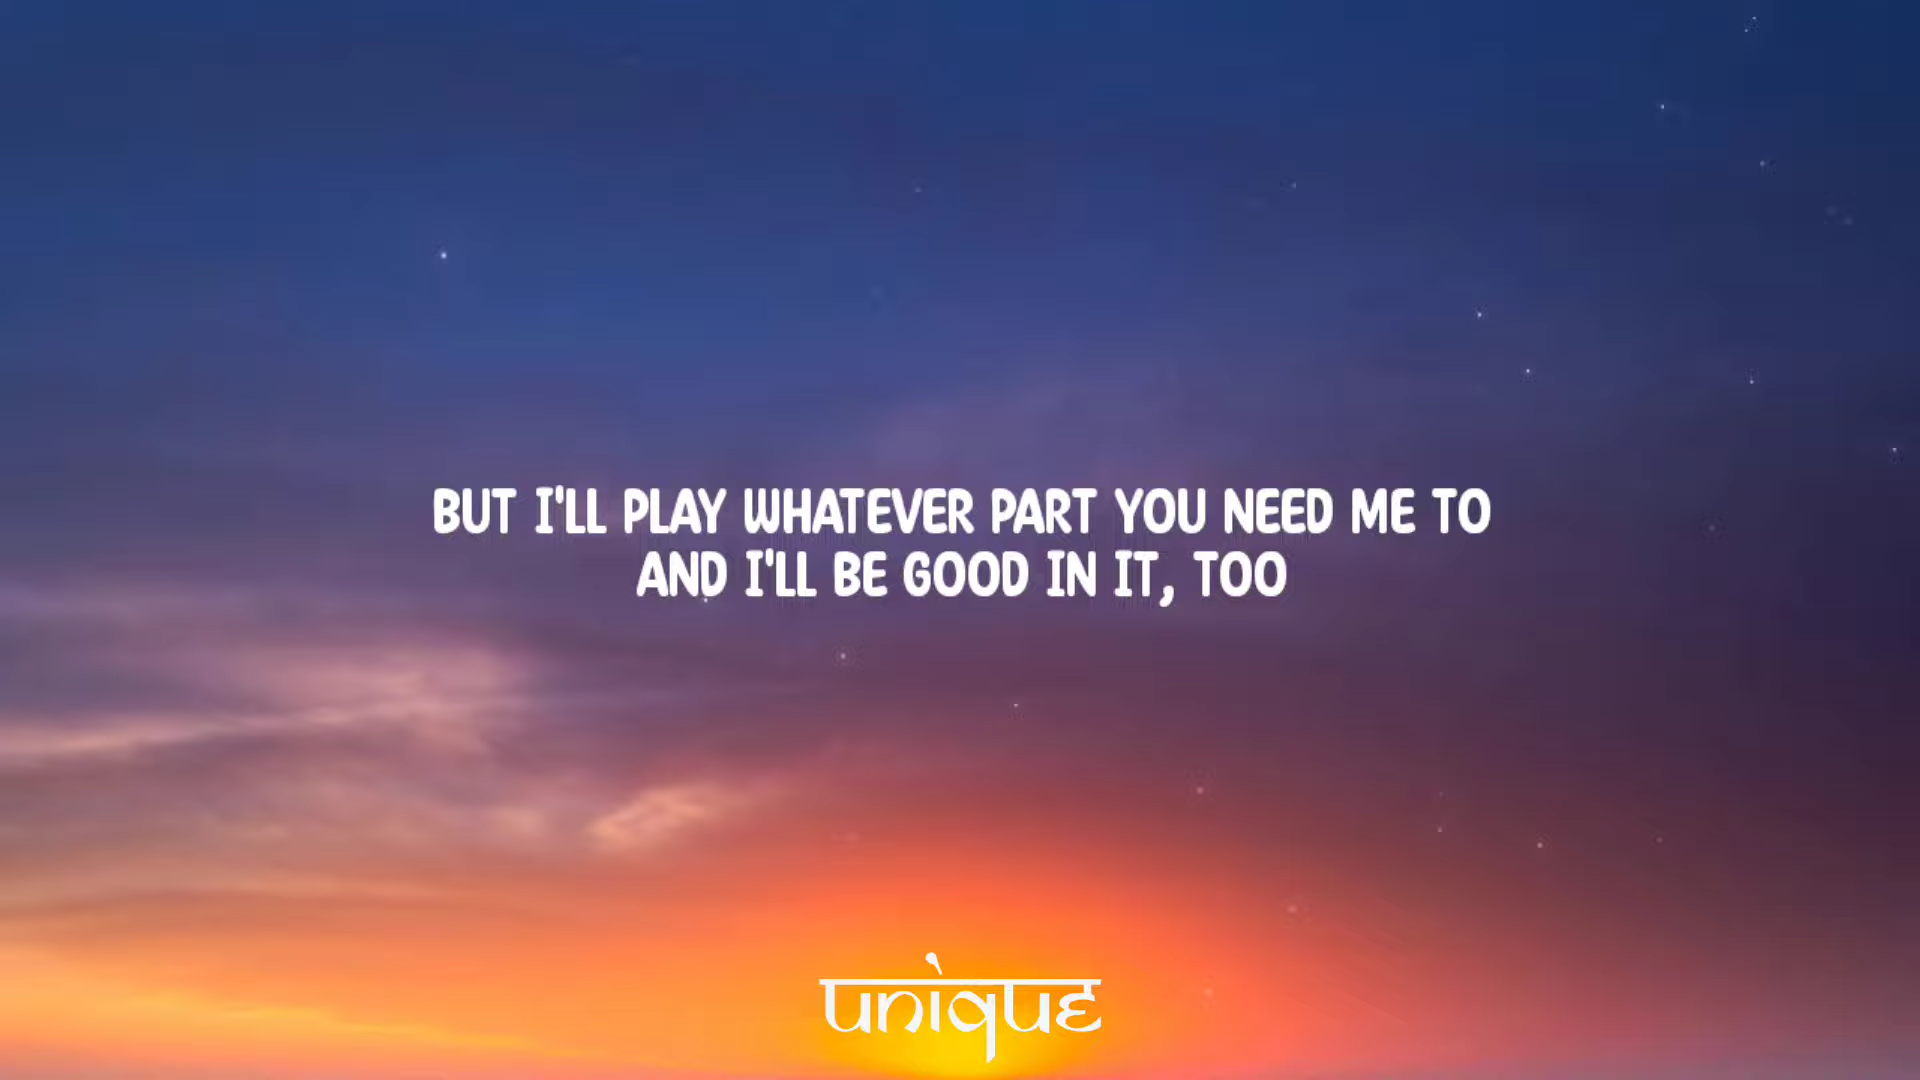 BUT I'LL PLAY WHATEVER PART YOU NEED ME TO
AND I'LL BE GOOD IN IT, TOO
unique